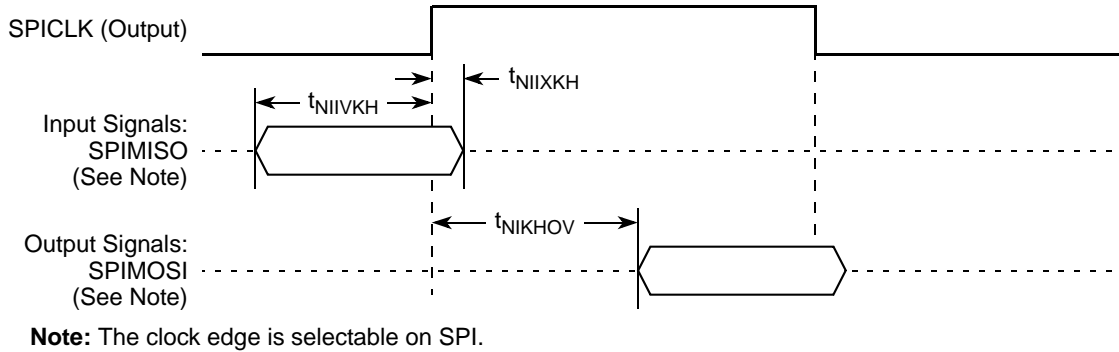 SPICLK (Output)
tNIIXKH
tNIIVKH
Input Signals:
SPIMISO
(See Note)
tNIKHOV
Output Signals:
SPIMOSI
(See Note)
Note: The clock edge is selectable on SPI.